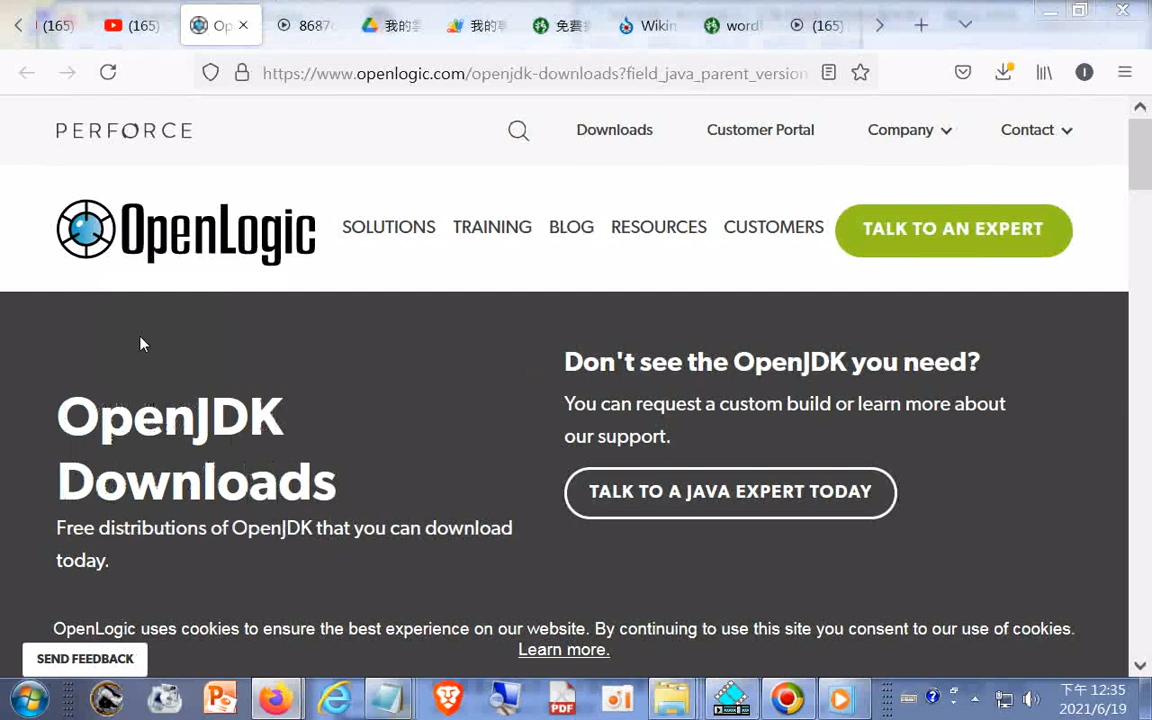 (165)
(165)
Op
8687
我的雲
我的
免費
Wikin
word
(165)
https://www.openlogic.com/openjdk-downloads?field_java_parent_version
PERFORCE
Downloads
Customer Portal
Company
Contact
OpenLogic
SOLUTIONS
TRAINING
BLOG
RESOURCES
CUSTOMERS
TALK TO AN EXPERT
Don't see the OpenJDK you need?
You can request a custom build or learn more about
our support.
TALK TO A JAVA EXPERT TODAY
OpenJDK
Downloads
Free distributions of OpenJDK that you can download
today.
OpenLogic uses cookies to ensure the best experience on our website. By continuing to use this site you consent to our use of cookies.
Learn more.
SEND FEEDBACK
PDF
下午 12:35
2021/6/19